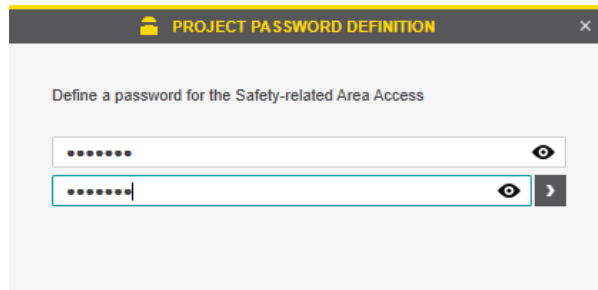 PROJECT PASSWORD DEFINITION
Define a password for the Safety-related Area Access
•••••••
•••••••